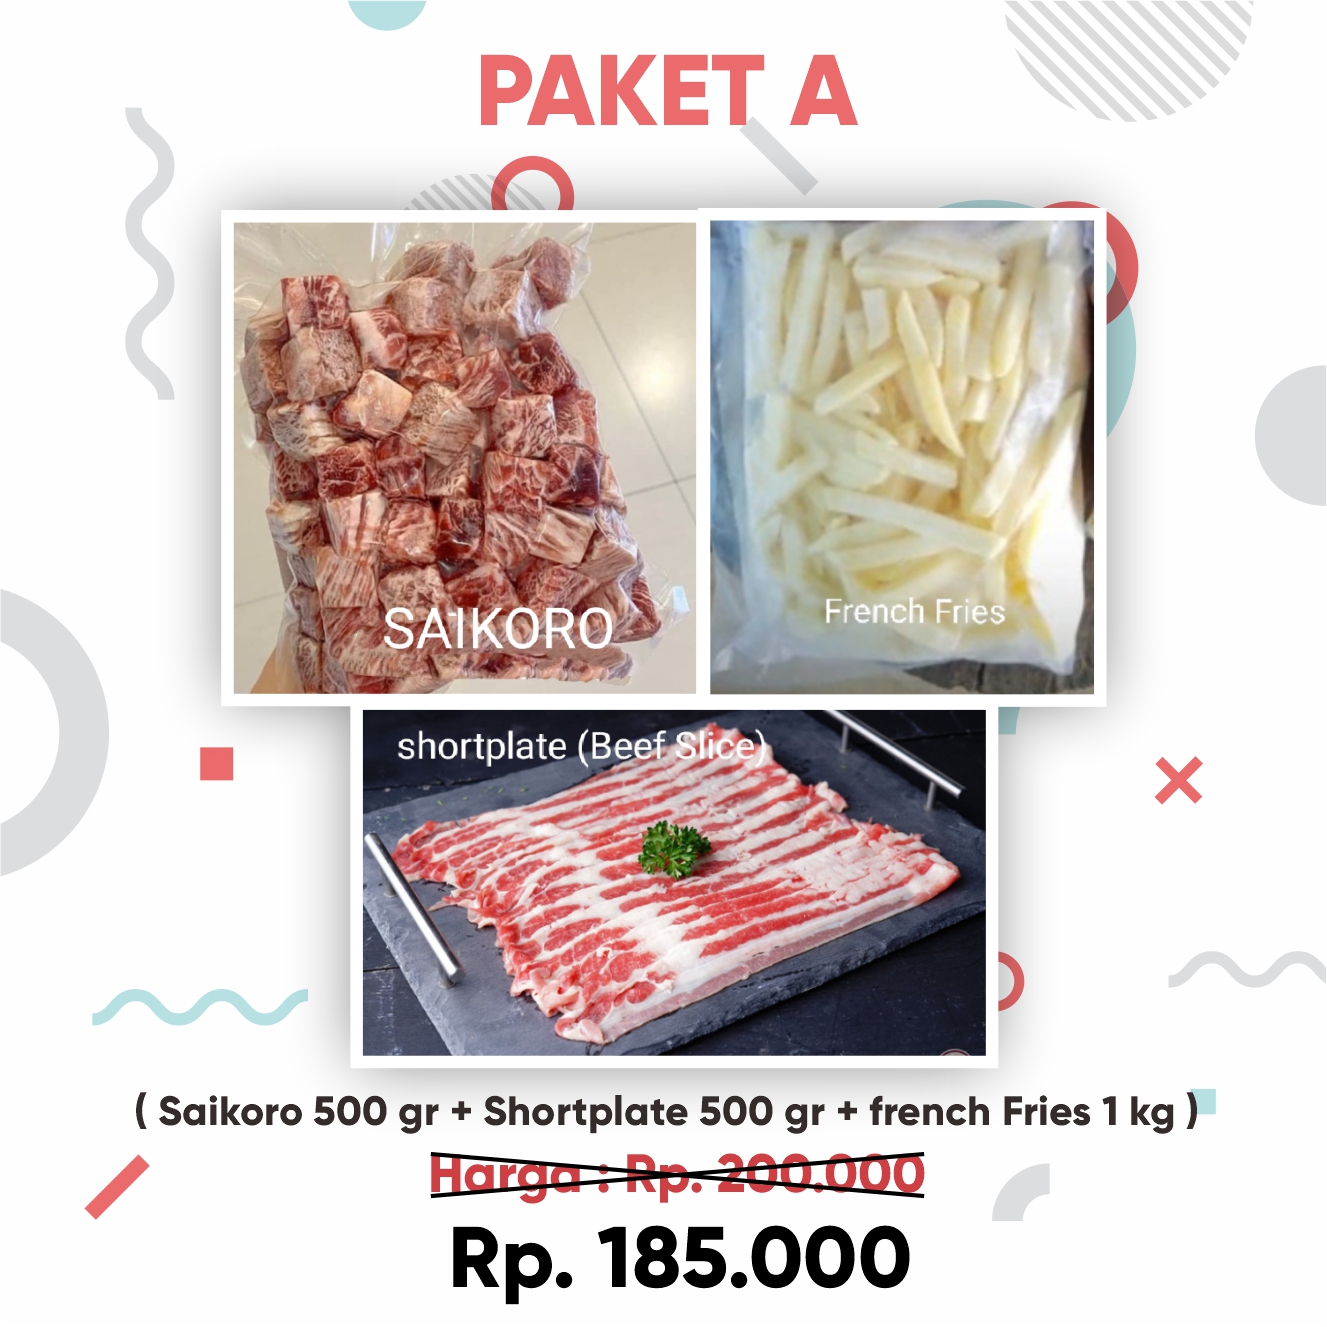 PAKET A
SAIKORO
French Fries
shortplate (Beef Slice)
( Saikoro 500 gr + Shortplate 500 gr + french Fries 1 kg )
Harga : Rp. 200.000
Rp. 185.000